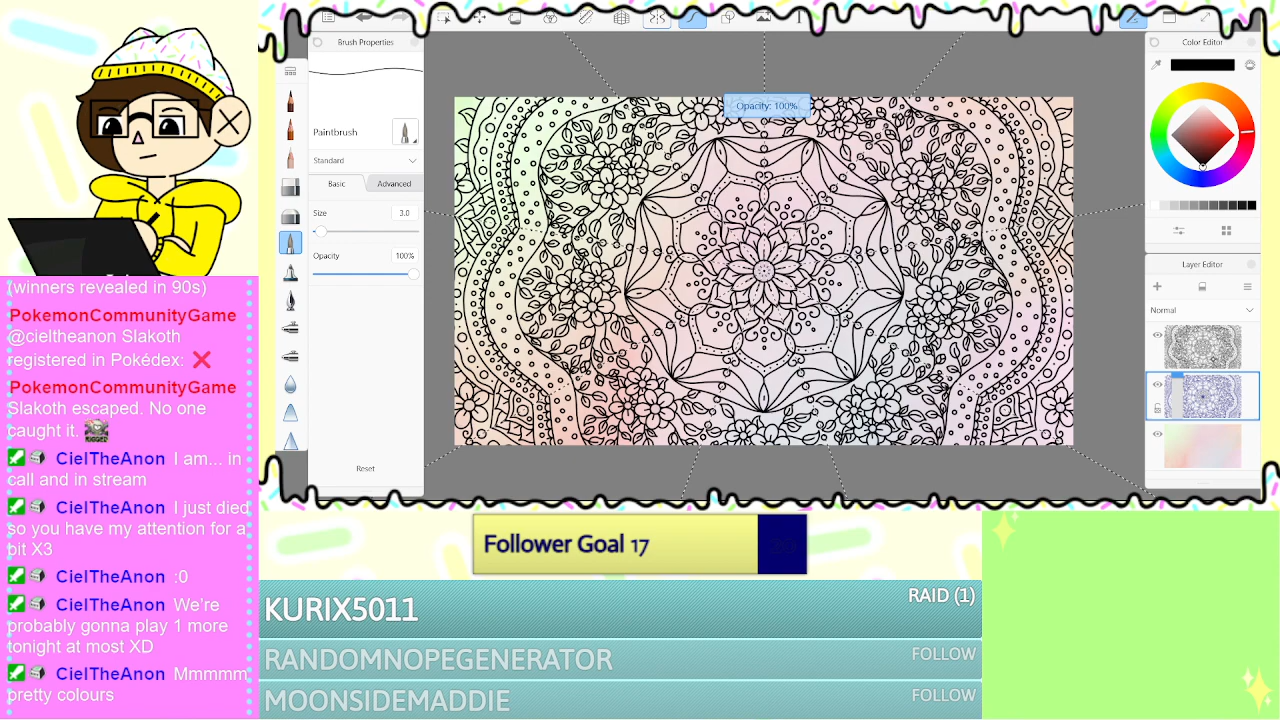 (winners revealed in 90s)
PokemonCommunityGame
@cieltheanon Slakoth
registered in Pokédex: ❌
PokemonCommunityGame
Slakoth escaped. No one
caught it.
CielTheAnon I am... in
call and in stream
CielTheAnon I just died
so you have my attention for a
bit X3
CielTheAnon :0
CielTheAnon We're
probably gonna play 1 more
tonight at most XD
CielTheAnon Mmmmm
pretty colours
Brush Properties
Paintbrush
Standard
Basic
Advanced
Size
3.0
Opacity
100%
Reset
Opacity: 100%
Color Editor
Layer Editor
Normal
Follower Goal 17
KURIX5011
RAID (1)
RANDOMNOPEGENERATOR
FOLLOW
MOONSIDEMADDIE
FOLLOW